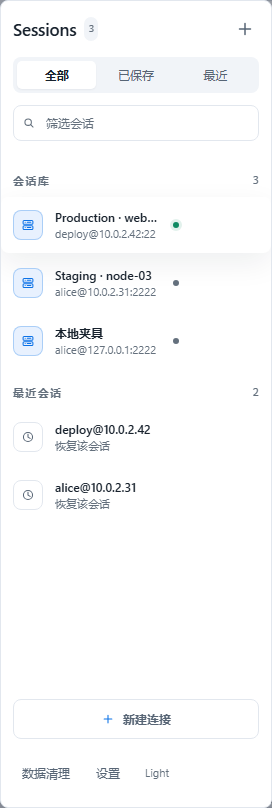 Sessions 3
全部 已保存 最近
筛选会话
会话库 3
Production · web...
deploy@10.0.2.42:22
Staging · node-03
alice@10.0.2.31:2222
本地夹具
alice@127.0.0.1:2222
最近会话 2
deploy@10.0.2.42
恢复该会话
alice@10.0.2.31
恢复该会话
新建连接
数据清理 设置 Light